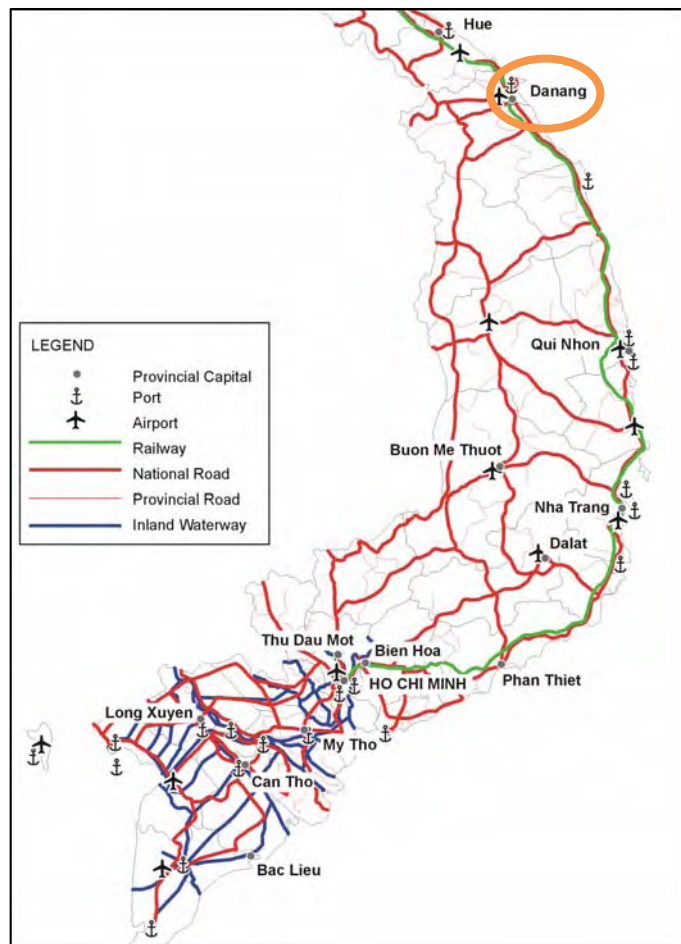 Hue
Danang
Qui Nhon
LEGEND
Provincial Capital
Port
Airport
Railway
National Road
Provincial Road
Inland Waterway
Buon Me Thuot
Nha Trang
Dalat
Thu Dau Mot
Bien Hoa
HO CHI MINH
Phan Thiet
Long Xuyen
My Tho
Can Tho
Bac Lieu